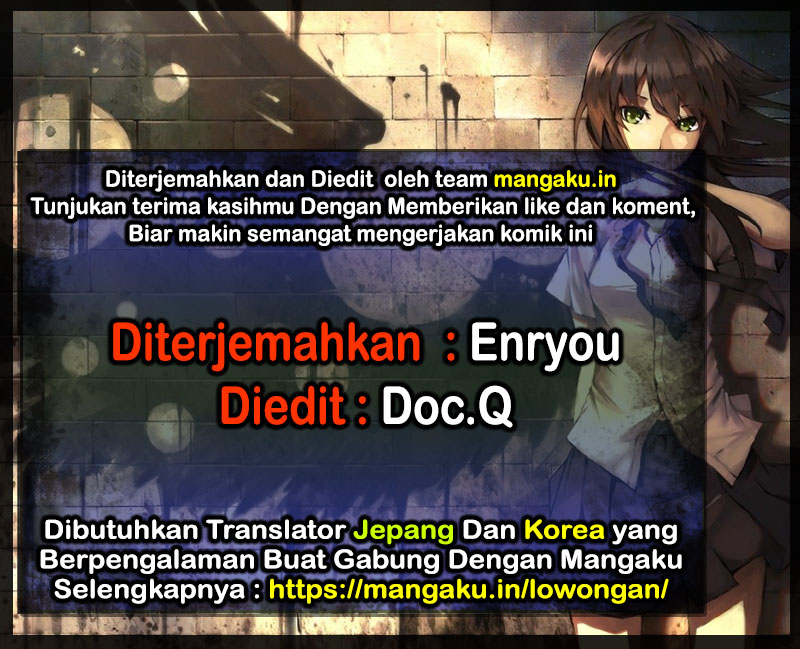 Diterjemahkan dan Diedit oleh team mangaku.in
Tunjukan terima kasihmu Dengan Memberikan like dan koment,
Biar makin semangat mengerjakan komik ini
Diterjemahkan : Enryou
Diedit : Doc.Q
Dibutuhkan Translator Jepang Dan Korea yang
Berpengalaman Buat Gabung Dengan Mangaku
Selengkapnya : https://mangaku.in/lowongan/